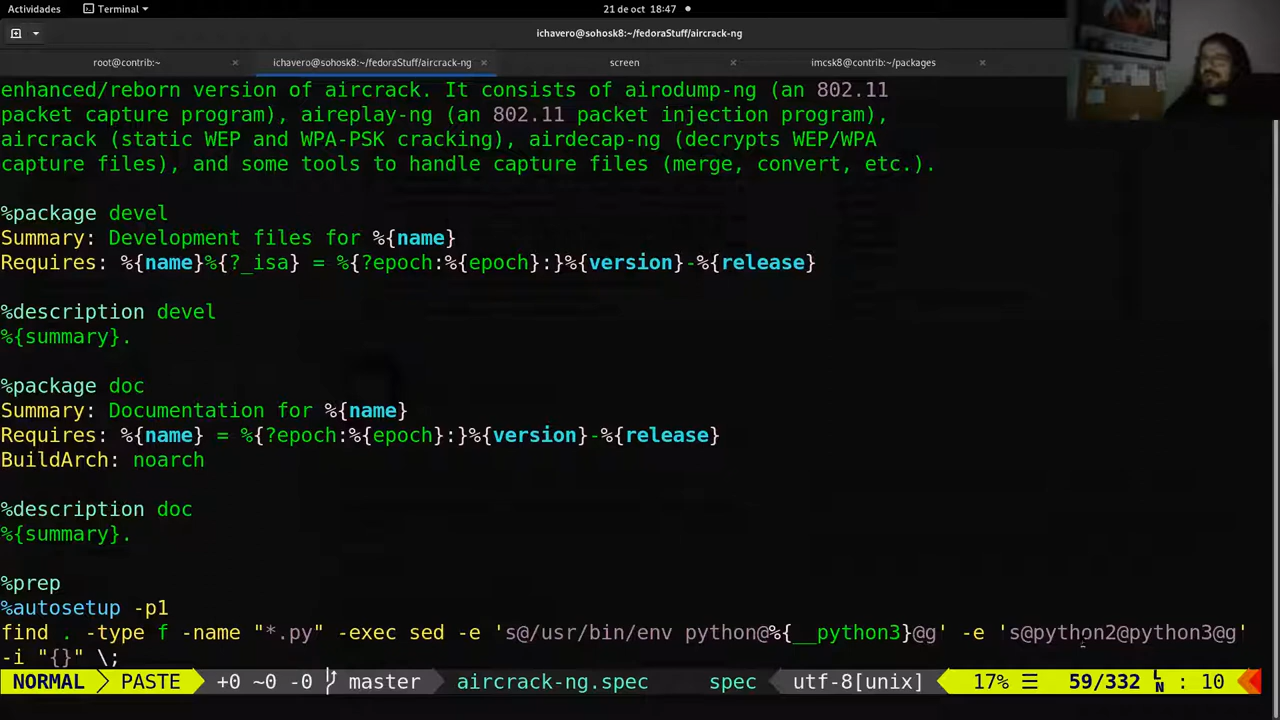 Actividades
Terminal
21 de oct 18:47
ichavero@sohosk8:~/fedoraStuff/aircrack-ng
root@contrib:~
ichavero@sohosk8:~/fedoraStuff/aircrack-ng
screen
imcsk8@contrib:~/packages
enhanced/reborn version of aircrack. It consists of airodump-ng (an 802.11
packet capture program), aireplay-ng (an 802.11 packet injection program),
aircrack (static WEP and WPA-PSK cracking), airdecap-ng (decrypts WEP/WPA
capture files), and some tools to handle capture files (merge, convert, etc.).
%package devel
Summary: Development files for %{name}
Requires: %{name}%{?_isa} = %{?epoch:%{epoch}:}%{version}-%{release}
%description devel
%{summary}.
%package doc
Summary: Documentation for %{name}
Requires: %{name} = %{?epoch:%{epoch}:}%{version}-%{release}
BuildArch: noarch
%description doc
%{summary}.
%prep
%autosetup -p1
find . -type f -name "*.py" -exec sed -e 's@/usr/bin/env python@%{__python3}@g' -e 's@python2@python3@g'
-i "{}" \;
NORMAL PASTE +0 ~0 -0 master aircrack-ng.spec spec utf-8[unix] 17% ☰ 59/332 LN : 10